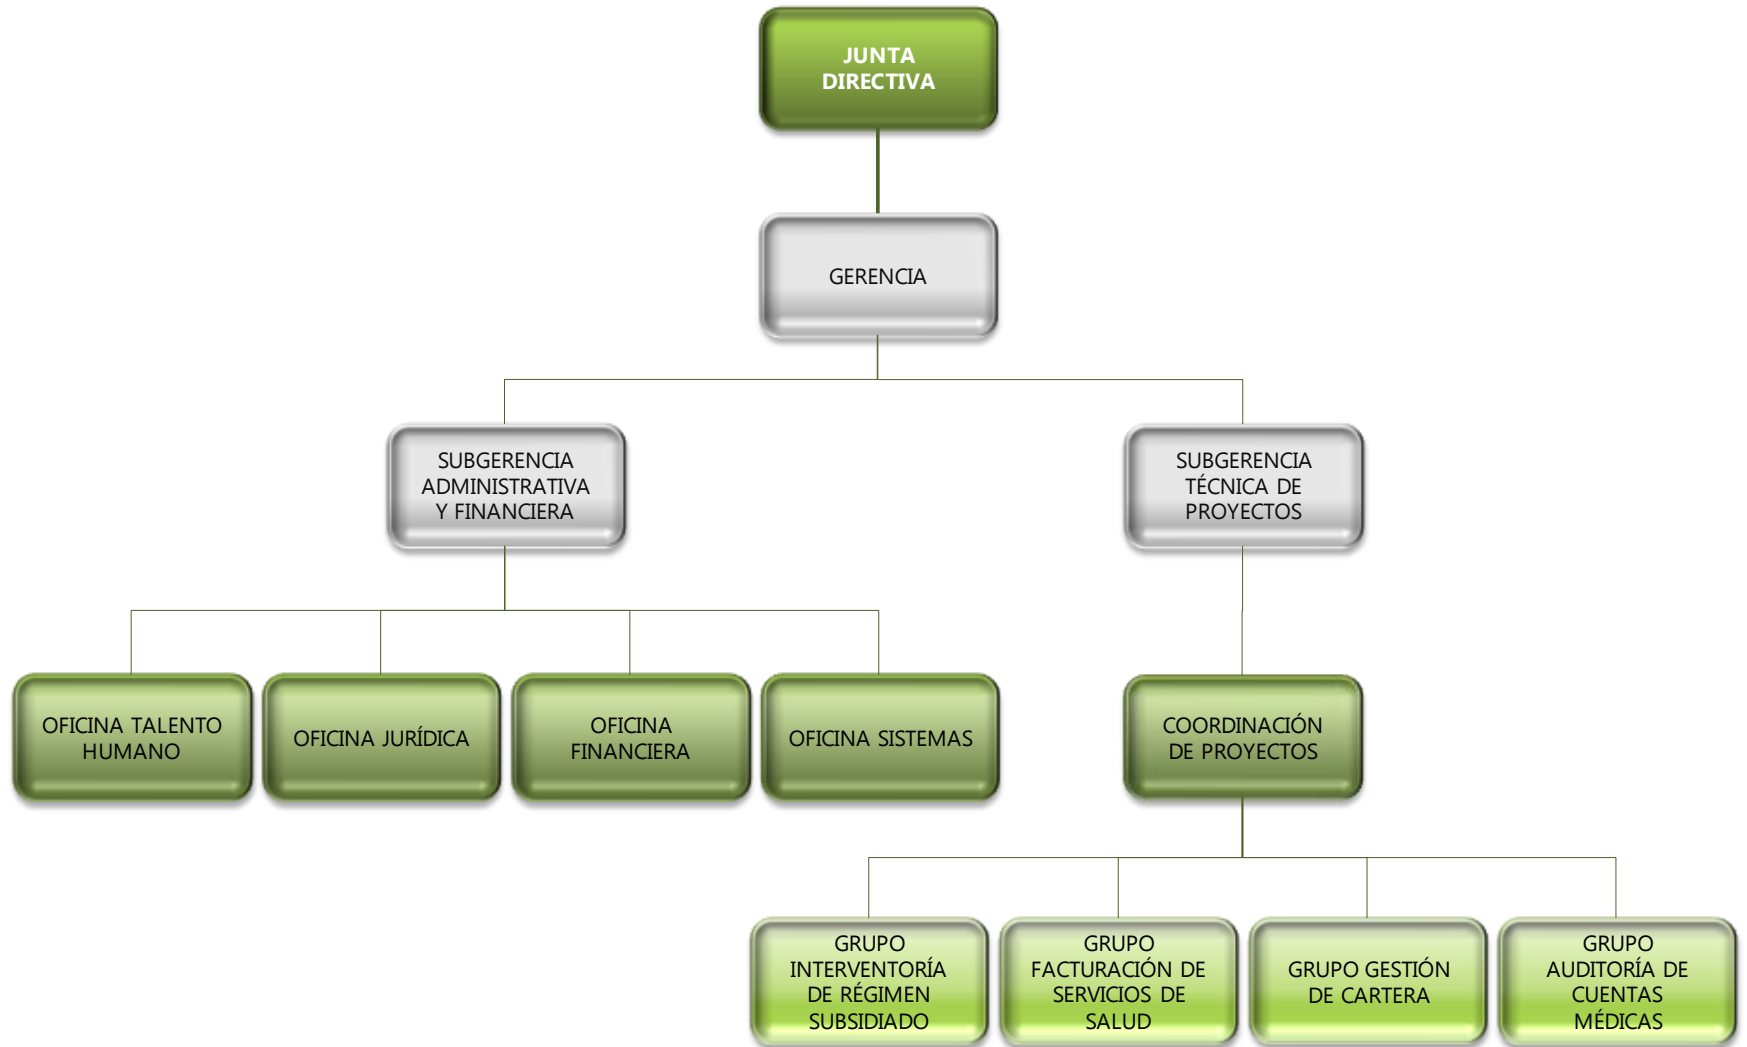 JUNTA
DIRECTIVA
GERENCIA
SUBGERENCIA
ADMINISTRATIVA
Y FINANCIERA
SUBGERENCIA
TÉCNICA DE
PROYECTOS
OFICINA TALENTO
HUMANO
OFICINA JURÍDICA
OFICINA
FINANCIERA
OFICINA SISTEMAS
COORDINACIÓN
DE PROYECTOS
GRUPO
INTERVENTORÍA
DE RÉGIMEN
SUBSIDIADO
GRUPO
FACTURACIÓN DE
SERVICIOS DE
SALUD
GRUPO GESTIÓN
DE CARTERA
GRUPO
AUDITORÍA DE
CUENTAS
MÉDICAS